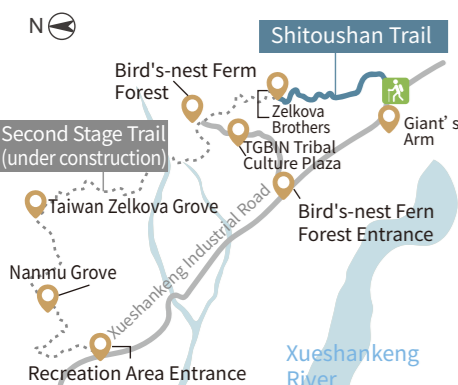 N
Shitoushan Trail
Bird's-nest Ferm
Forest
Zelkova
Brothers
Giant's
Arm
Second Stage Trail
(under construction)
TGBIN Tribal
Culture Plaza
Taiwan Zelkova Grove
Bird's-nest Fern
Forest Entrance
Xueshankeng Industrial Road
Nanmu Grove
Xueshankeng
River
Recreation Area Entrance